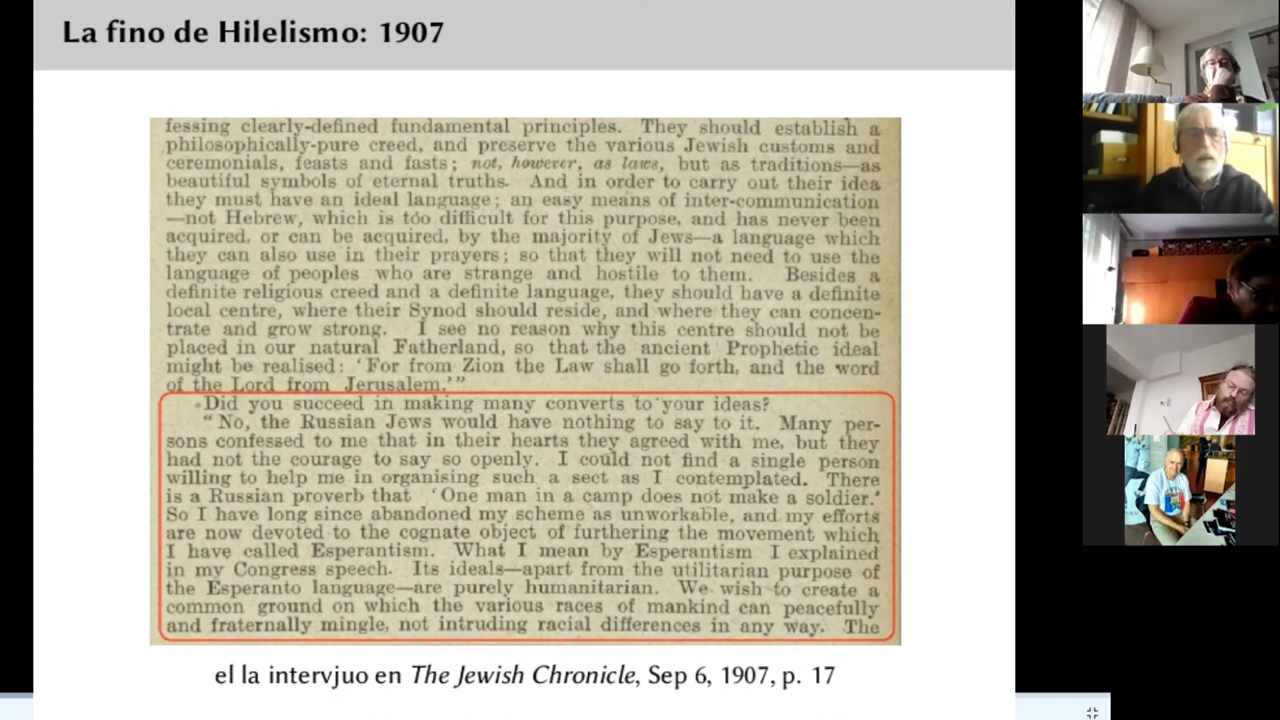 La fino de Hilelismo: 1907
fessing clearly-defined fundamental principles. They should establish a
philosophically-pure creed, and preserve the various Jewish customs and
ceremonials, feasts and fasts; not, however, as laws, but as traditions—as
beautiful symbols of eternal truths. And in order to carry out their idea
they must have an ideal language; an easy means of inter-communication
—not Hebrew, which is too difficult for this purpose, and has never been
acquired, or can be acquired, by the majority of Jews—a language which
they can also use in their prayers; so that they will not need to use the
language of peoples who are strange and hostile to them. Besides a
definite religious creed and a definite language, they should have a definite
local centre, where their Synod should reside, and where they can concen-
trate and grow strong. I see no reason why this centre should not be
placed in our natural Fatherland, so that the ancient Prophetic ideal
might be realised: 'For from Zion the Law shall go forth, and the word
of the Lord from Jerusalem.'"
Did you succeed in making many converts to your ideas?
"No, the Russian Jews would have nothing to say to it. Many per-
sons confessed to me that in their hearts they agreed with me, but they
had not the courage to say so openly. I could not find a single person
willing to help me in organising such a sect as I contemplated. There
is a Russian proverb that 'One man in a camp does not make a soldier.'
So I have long since abandoned my scheme as unworkable, and my efforts
are now devoted to the cognate object of furthering the movement which
I have called Esperantism. What I mean by Esperantism I explained
in my Congress speech. Its ideals—apart from the utilitarian purpose of
the Esperanto language—are purely humanitarian. We wish to create a
common ground on which the various races of mankind can peacefully
and fraternally mingle, not intruding racial differences in any way. The
el la intervjuo en The Jewish Chronicle, Sep 6, 1907, p. 17